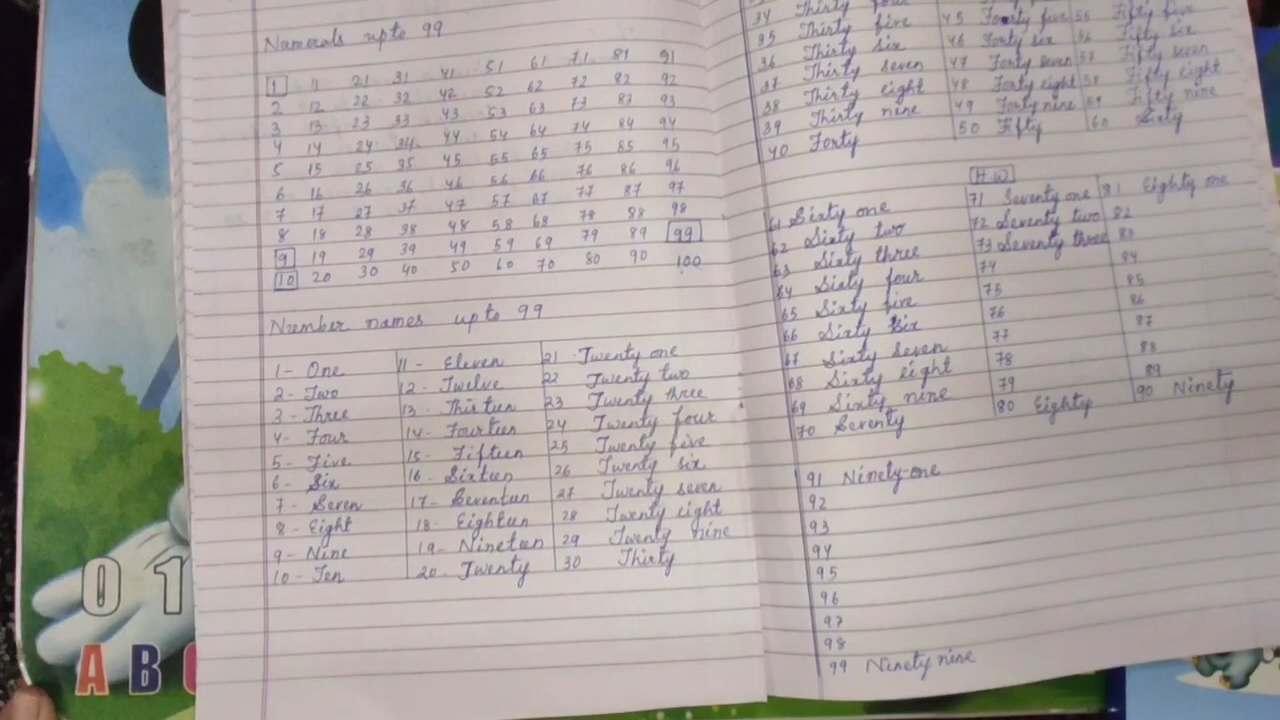 Numerals upto 99
1 11 21 31 41 51 61 71 81 91
2 12 22 32 42 52 62 72 82 92
3 13 23 33 43 53 63 73 83 93
4 14 24 34 44 54 64 74 84 94
5 15 25 35 45 55 65 75 85 95
6 16 26 36 46 56 66 76 86 96
7 17 27 37 47 57 67 77 87 97
8 18 28 38 48 58 68 78 88 98
9 19 29 39 49 59 69 79 89 99
10 20 30 40 50 60 70 80 90 100
Number names upto 99
1- One 11- Eleven 21 Twenty one
2- Two 12- Twelve 22 Twenty two
3- Three 13- Thirteen 23 Twenty three
4- Four 14- Fourteen 24 Twenty four
5- Five 15- Fifteen 25 Twenty five
6- Six 16- Sixteen 26 Twenty six
7- Seven 17- Seventeen 27 Twenty seven
8- Eight 18- Eighteen 28 Twenty eight
9- Nine 19- Nineteen 29 Twenty nine
10- Ten 20- Twenty 30 Thirty
34 Thirty four
35 Thirty five 45 Forty five 55 Fifty five
36 Thirty six 46 Forty six 56 Fifty six
37 Thirty seven 47 Forty seven 57 Fifty seven
38 Thirty eight 48 Forty eight 58 Fifty eight
39 Thirty nine 49 Forty nine 59 Fifty nine
40 Forty 50 Fifty 60 Sixty
H.W
61 Sixty one 71 Seventy one 81 Eighty one
62 Sixty two 72 Seventy two 82
63 Sixty three 73 Seventy three 83
64 Sixty four 74 84
65 Sixty five 75 85
66 Sixty six 76 86
67 Sixty seven 77 87
68 Sixty eight 78 88
69 Sixty nine 79 89
70 Seventy 80 Eighty 90 Ninety
91 Ninety-one
92
93
94
95
96
97
98
99 Ninety nine
0 1
A B C